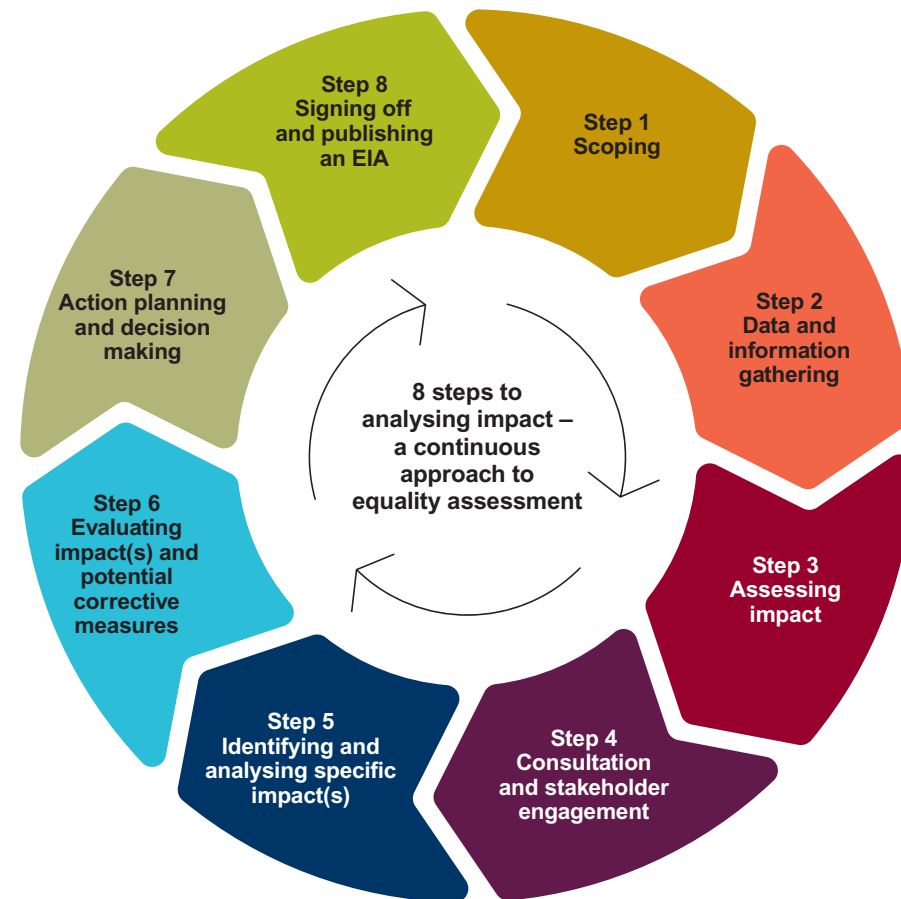 Step 1
Scoping
Step 2
Data and
information
gathering
Step 3
Assessing
impact
Step 4
Consultation
and stakeholder
engagement
Step 5
Identifying and
analysing specific
impact(s)
Step 6
Evaluating
impact(s) and
potential
corrective
measures
Step 7
Action planning
and decision
making
Step 8
Signing off
and publishing
an EIA
8 steps to
analysing impact –
a continuous
approach to
equality assessment